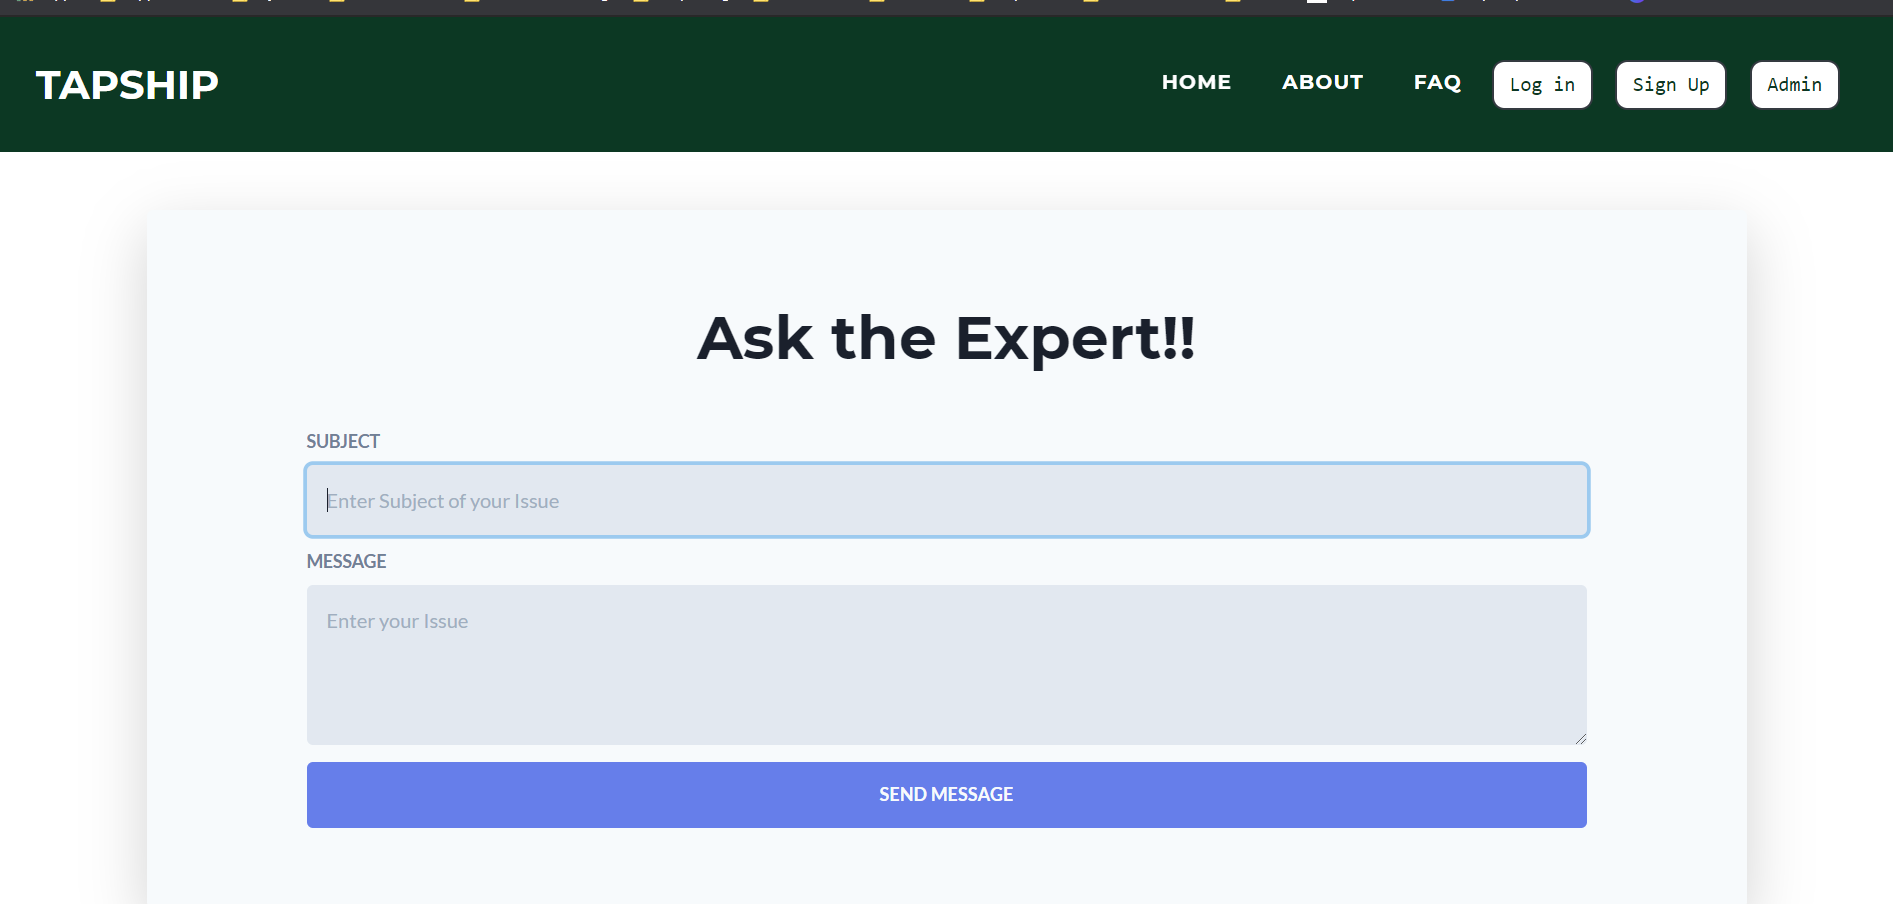 TAPSHIP
HOME ABOUT FAQ Log in Sign Up Admin
Ask the Expert!!
SUBJECT
Enter Subject of your Issue
MESSAGE
Enter your Issue
SEND MESSAGE